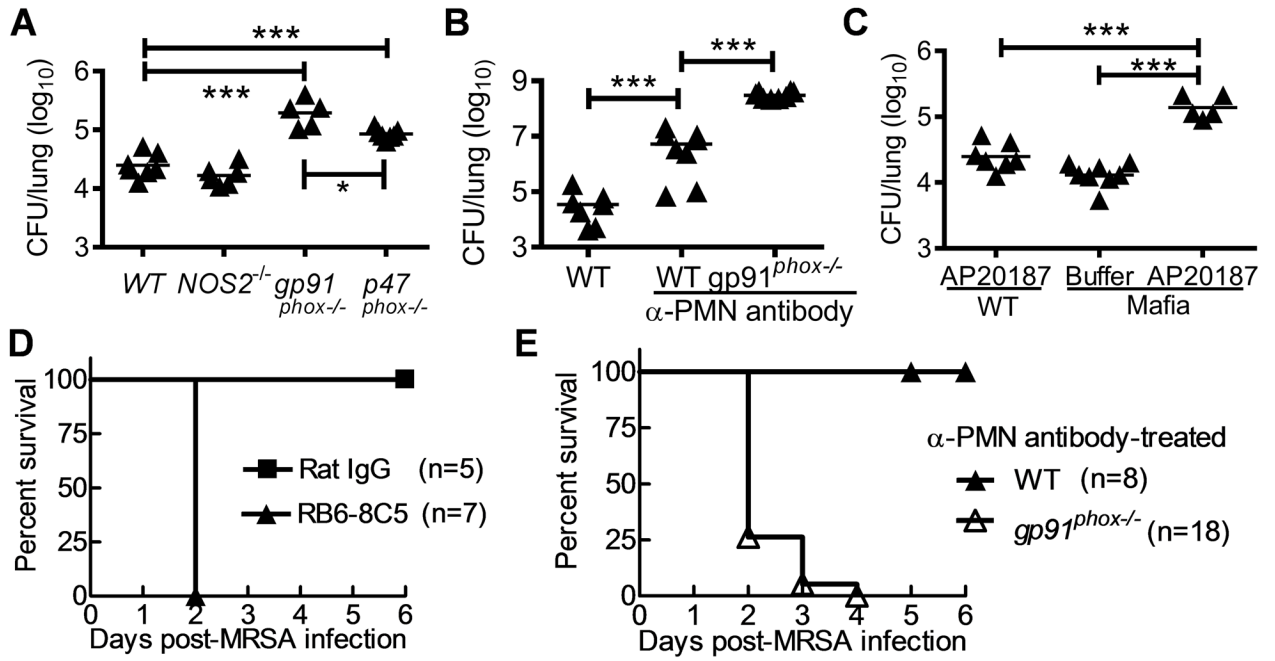 A
CFU/lung (log10)
6
5
4
3
***
***
*
WT NOS2-/- gp91 phox-/- p47 phox-/-
B
CFU/lung (log10)
9
7
5
3
***
***
WT WT gp91phox-/-
α-PMN antibody
C
CFU/lung (log10)
6
5
4
3
***
***
AP20187 Buffer AP20187
WT Mafia
D
Percent survival
100
75
50
25
0
Rat IgG (n=5)
RB6-8C5 (n=7)
0 1 2 3 4 5 6
Days post-MRSA infection
E
Percent survival
100
75
50
25
0
α-PMN antibody-treated
WT (n=8)
gp91phox-/- (n=18)
0 1 2 3 4 5 6
Days post-MRSA infection